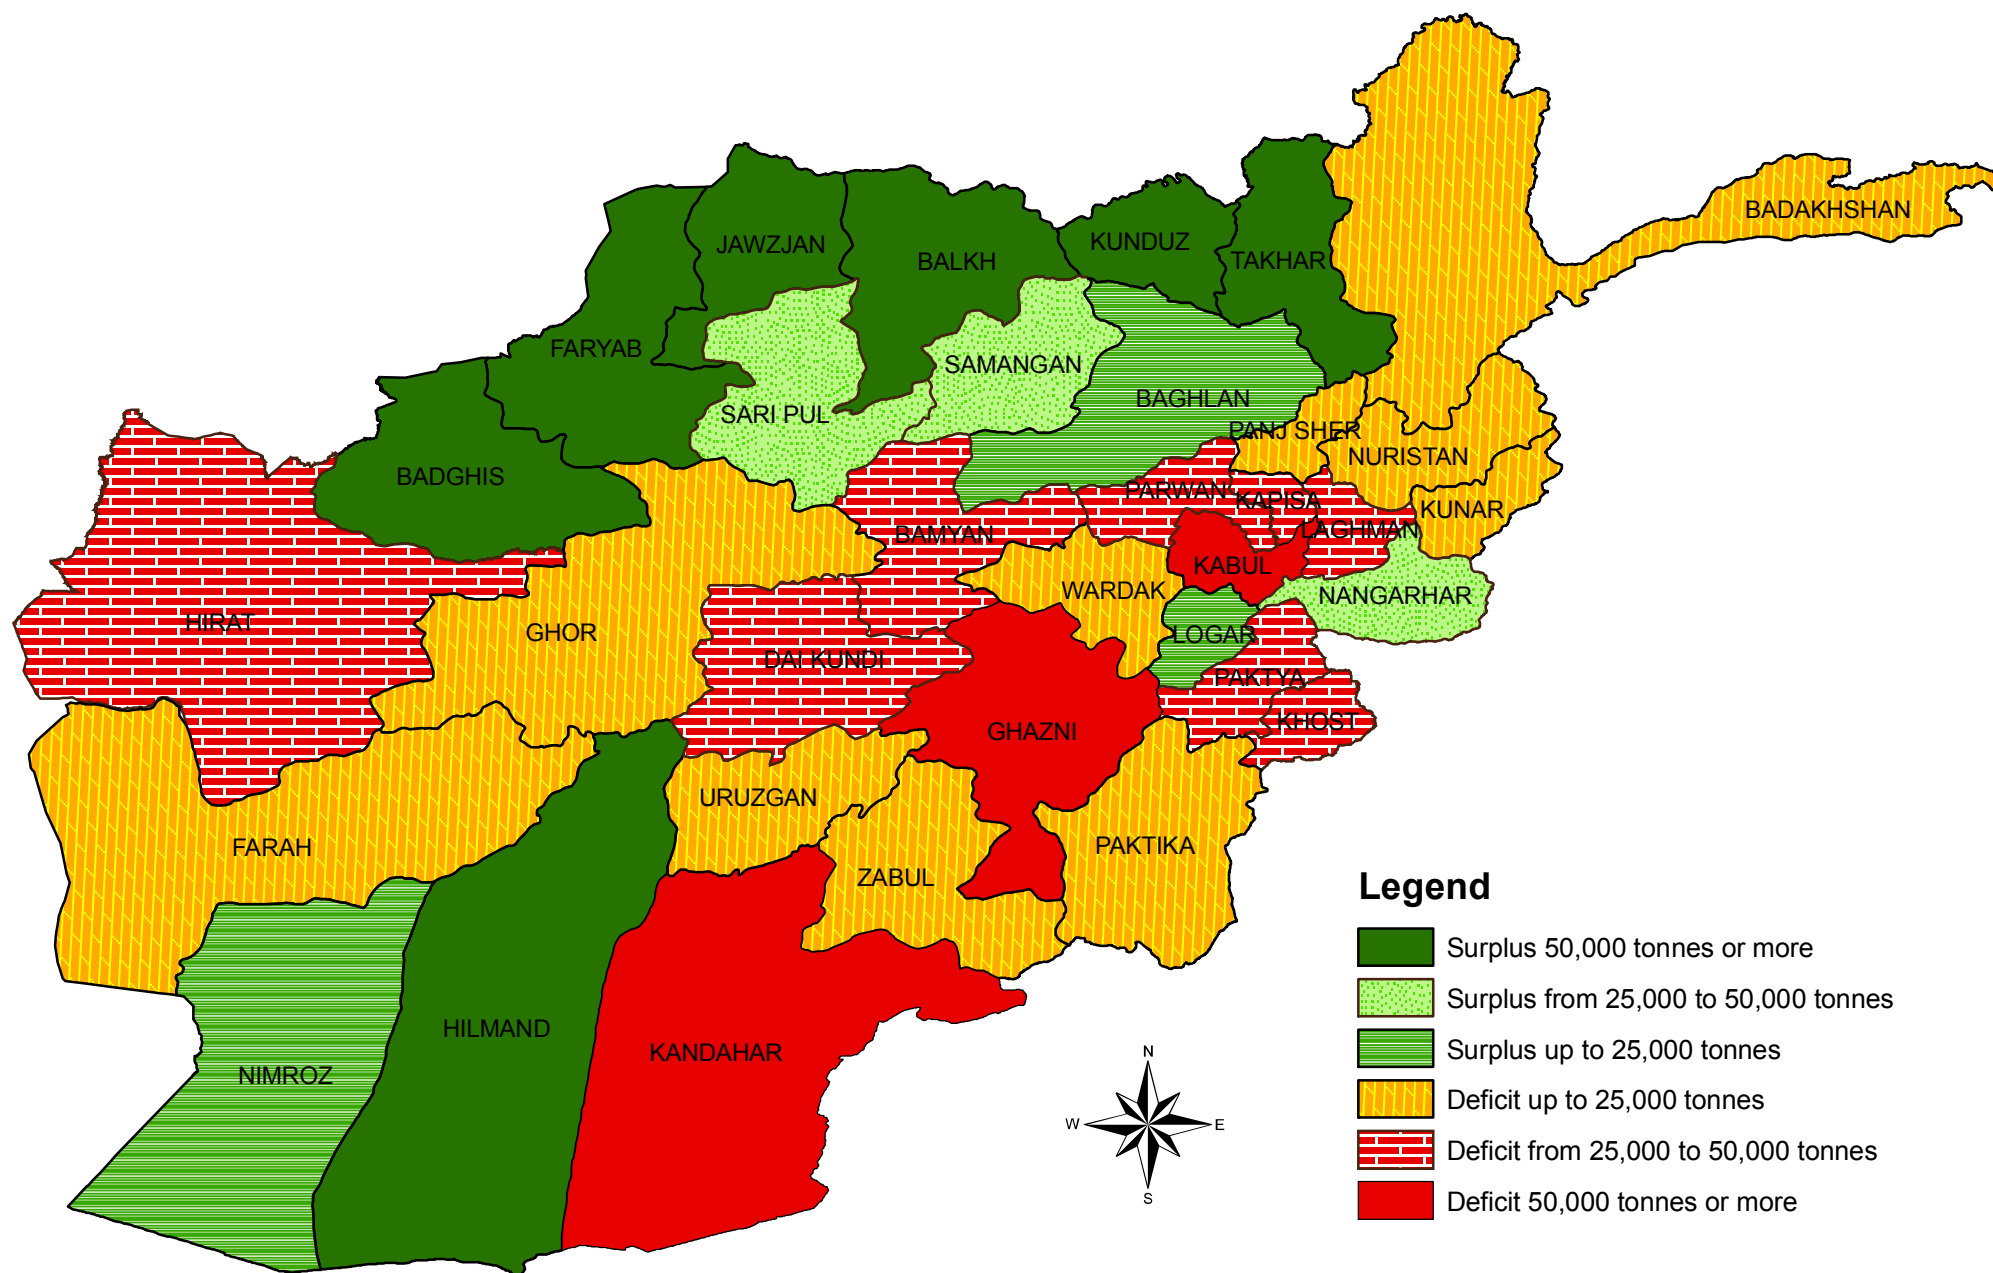 BADAKHSHAN
JAWZJAN
BALKH
KUNDUZ
TAKHAR
FARYAB
SAMANGAN
SARI PUL
BAGHLAN
PANJ SHER
NURISTAN
BADGHIS
PARWAN
KAPISA
KUNAR
LAGHMAN
BAMYAN
KABUL
WARDAK
NANGARHAR
HIRAT
GHOR
LOGAR
DAI KUNDI
PAKTYA
KHOST
GHAZNI
URUZGAN
FARAH
ZABUL
PAKTIKA
HILMAND
KANDAHAR
NIMROZ
N
W
E
S
Legend
Surplus 50,000 tonnes or more
Surplus from 25,000 to 50,000 tonnes
Surplus up to 25,000 tonnes
Deficit up to 25,000 tonnes
Deficit from 25,000 to 50,000 tonnes
Deficit 50,000 tonnes or more